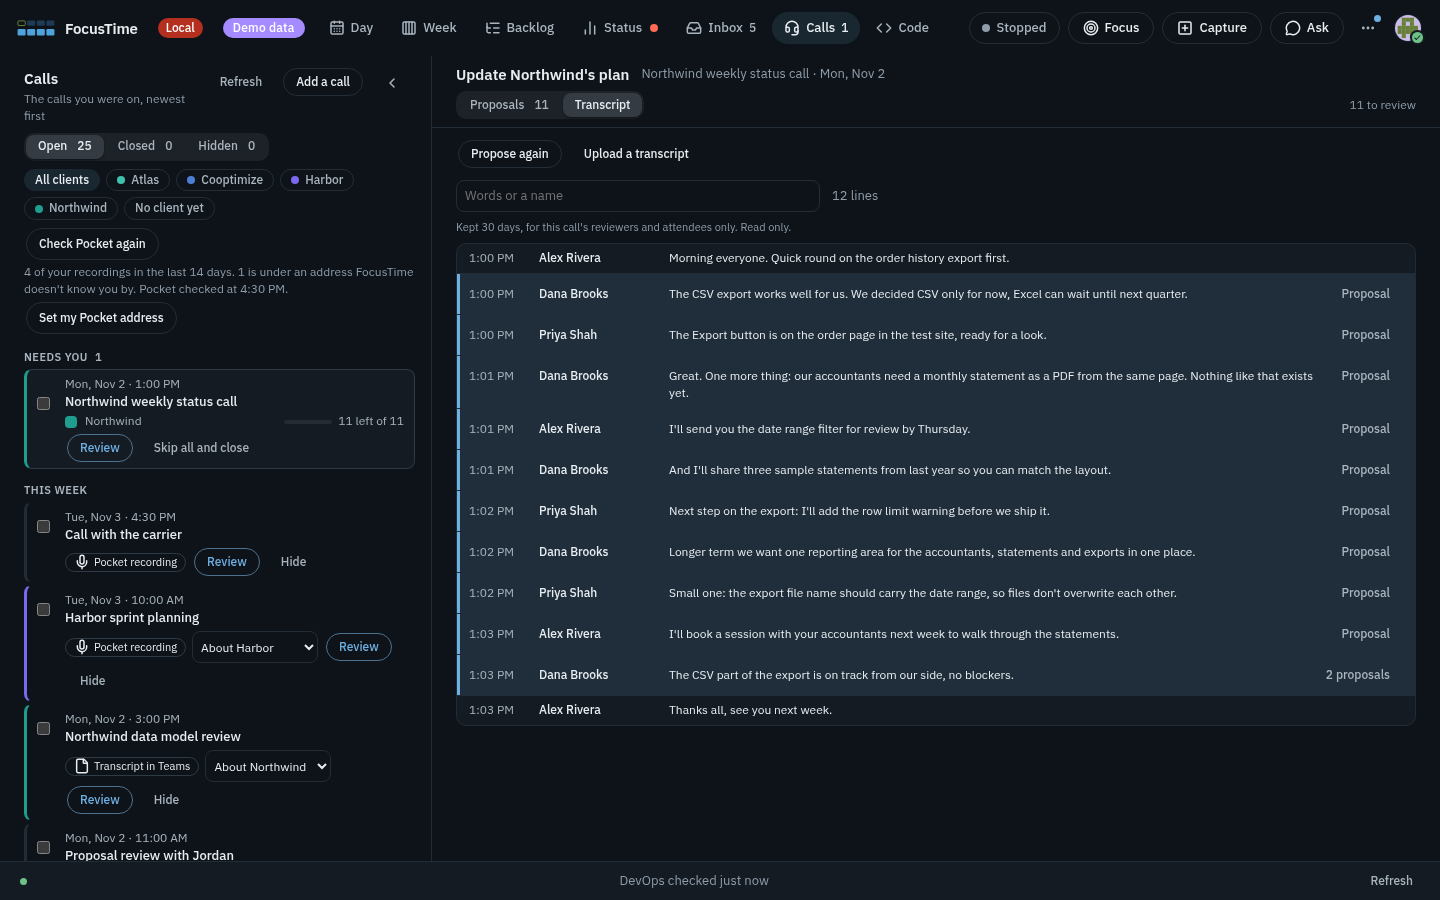 FocusTime
Local
Demo data
Day
Week
Backlog
Status
Inbox 5
Calls 1
Code
Stopped
Focus
Capture
Ask
Calls
The calls you were on, newest
first
Refresh
Add a call
Open 25
Closed 0
Hidden 0
All clients
Atlas
Cooptimize
Harbor
Northwind
No client yet
Check Pocket again
4 of your recordings in the last 14 days. 1 is under an address FocusTime
doesn't know you by. Pocket checked at 4:30 PM.
Set my Pocket address
NEEDS YOU 1
Mon, Nov 2 · 1:00 PM
Northwind weekly status call
Northwind
11 left of 11
Review
Skip all and close
THIS WEEK
Tue, Nov 3 · 4:30 PM
Call with the carrier
Pocket recording
Review
Hide
Tue, Nov 3 · 10:00 AM
Harbor sprint planning
Pocket recording
About Harbor
Review
Hide
Mon, Nov 2 · 3:00 PM
Northwind data model review
Transcript in Teams
About Northwind
Review
Hide
Mon, Nov 2 · 11:00 AM
Proposal review with Jordan
Update Northwind's plan
Northwind weekly status call · Mon, Nov 2
Proposals 11
Transcript
11 to review
Propose again
Upload a transcript
Words or a name
12 lines
Kept 30 days, for this call's reviewers and attendees only. Read only.
1:00 PM Alex Rivera Morning everyone. Quick round on the order history export first.
1:00 PM Dana Brooks The CSV export works well for us. We decided CSV only for now, Excel can wait until next quarter. Proposal
1:00 PM Priya Shah The Export button is on the order page in the test site, ready for a look. Proposal
1:01 PM Dana Brooks Great. One more thing: our accountants need a monthly statement as a PDF from the same page. Nothing like that exists Proposal
yet.
1:01 PM Alex Rivera I'll send you the date range filter for review by Thursday. Proposal
1:01 PM Dana Brooks And I'll share three sample statements from last year so you can match the layout. Proposal
1:02 PM Priya Shah Next step on the export: I'll add the row limit warning before we ship it. Proposal
1:02 PM Dana Brooks Longer term we want one reporting area for the accountants, statements and exports in one place. Proposal
1:02 PM Priya Shah Small one: the export file name should carry the date range, so files don't overwrite each other. Proposal
1:03 PM Alex Rivera I'll book a session with your accountants next week to walk through the statements. Proposal
1:03 PM Dana Brooks The CSV part of the export is on track from our side, no blockers. 2 proposals
1:03 PM Alex Rivera Thanks all, see you next week.
DevOps checked just now
Refresh